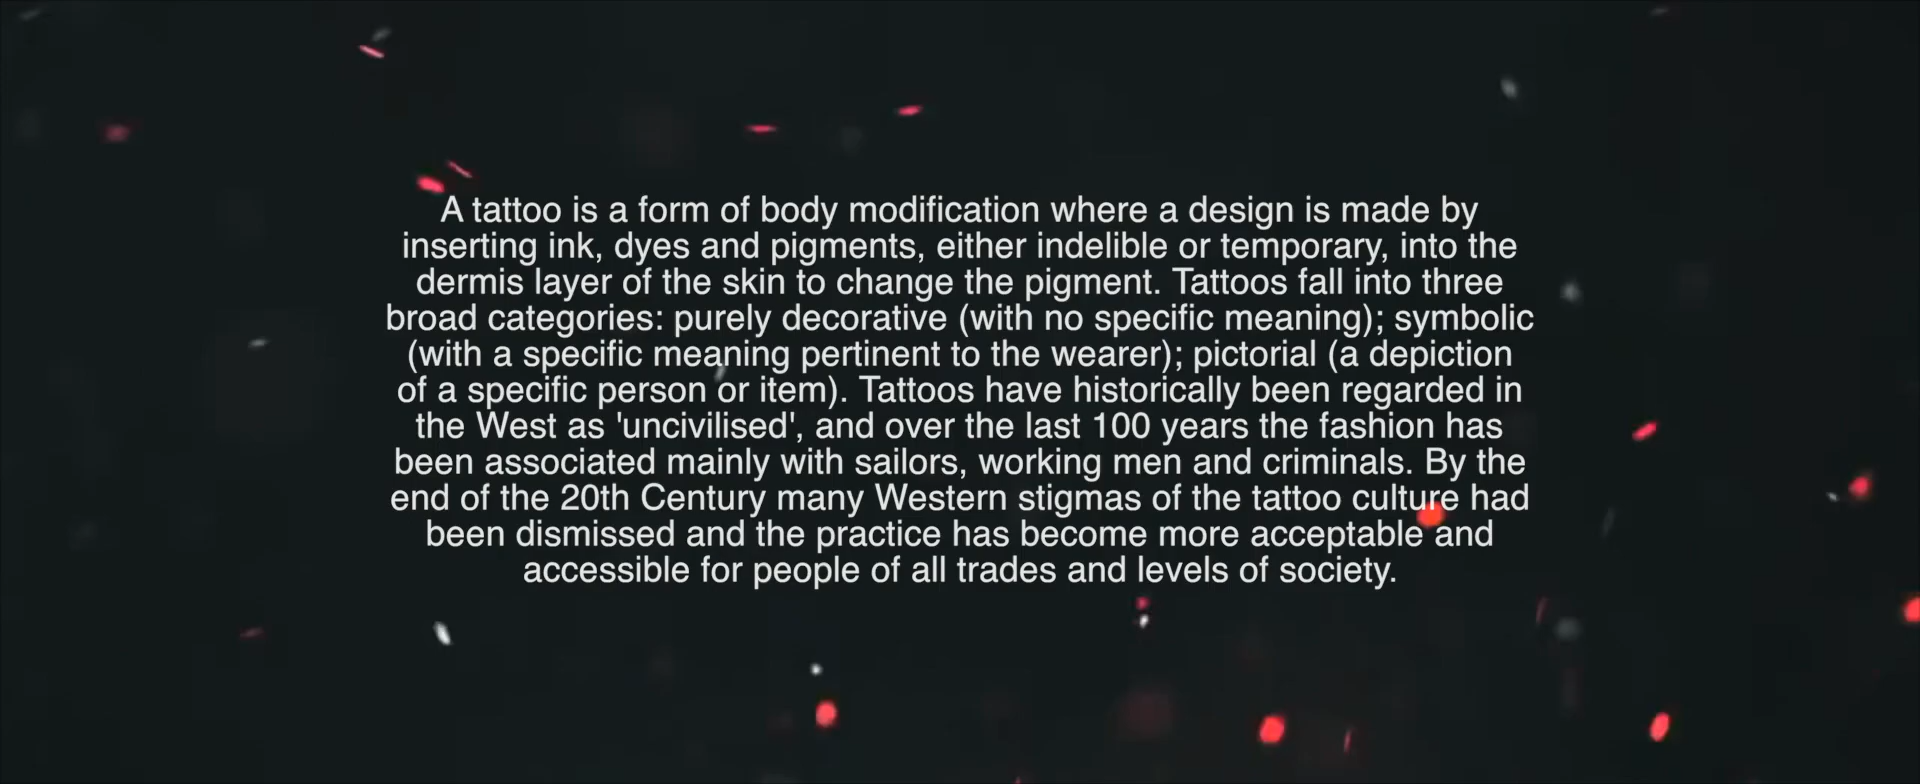 A tattoo is a form of body modification where a design is made by
inserting ink, dyes and pigments, either indelible or temporary, into the
dermis layer of the skin to change the pigment. Tattoos fall into three
broad categories: purely decorative (with no specific meaning); symbolic
(with a specific meaning pertinent to the wearer); pictorial (a depiction
of a specific person or item). Tattoos have historically been regarded in
the West as 'uncivilised', and over the last 100 years the fashion has
been associated mainly with sailors, working men and criminals. By the
end of the 20th Century many Western stigmas of the tattoo culture had
been dismissed and the practice has become more acceptable and
accessible for people of all trades and levels of society.